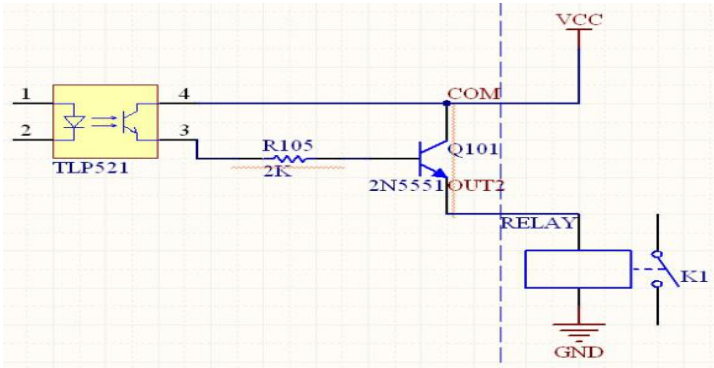 VCC
1
4
COM
2
3
R105
Q101
TLP521
2K
2N5551
OUT2
RELAY
K1
GND